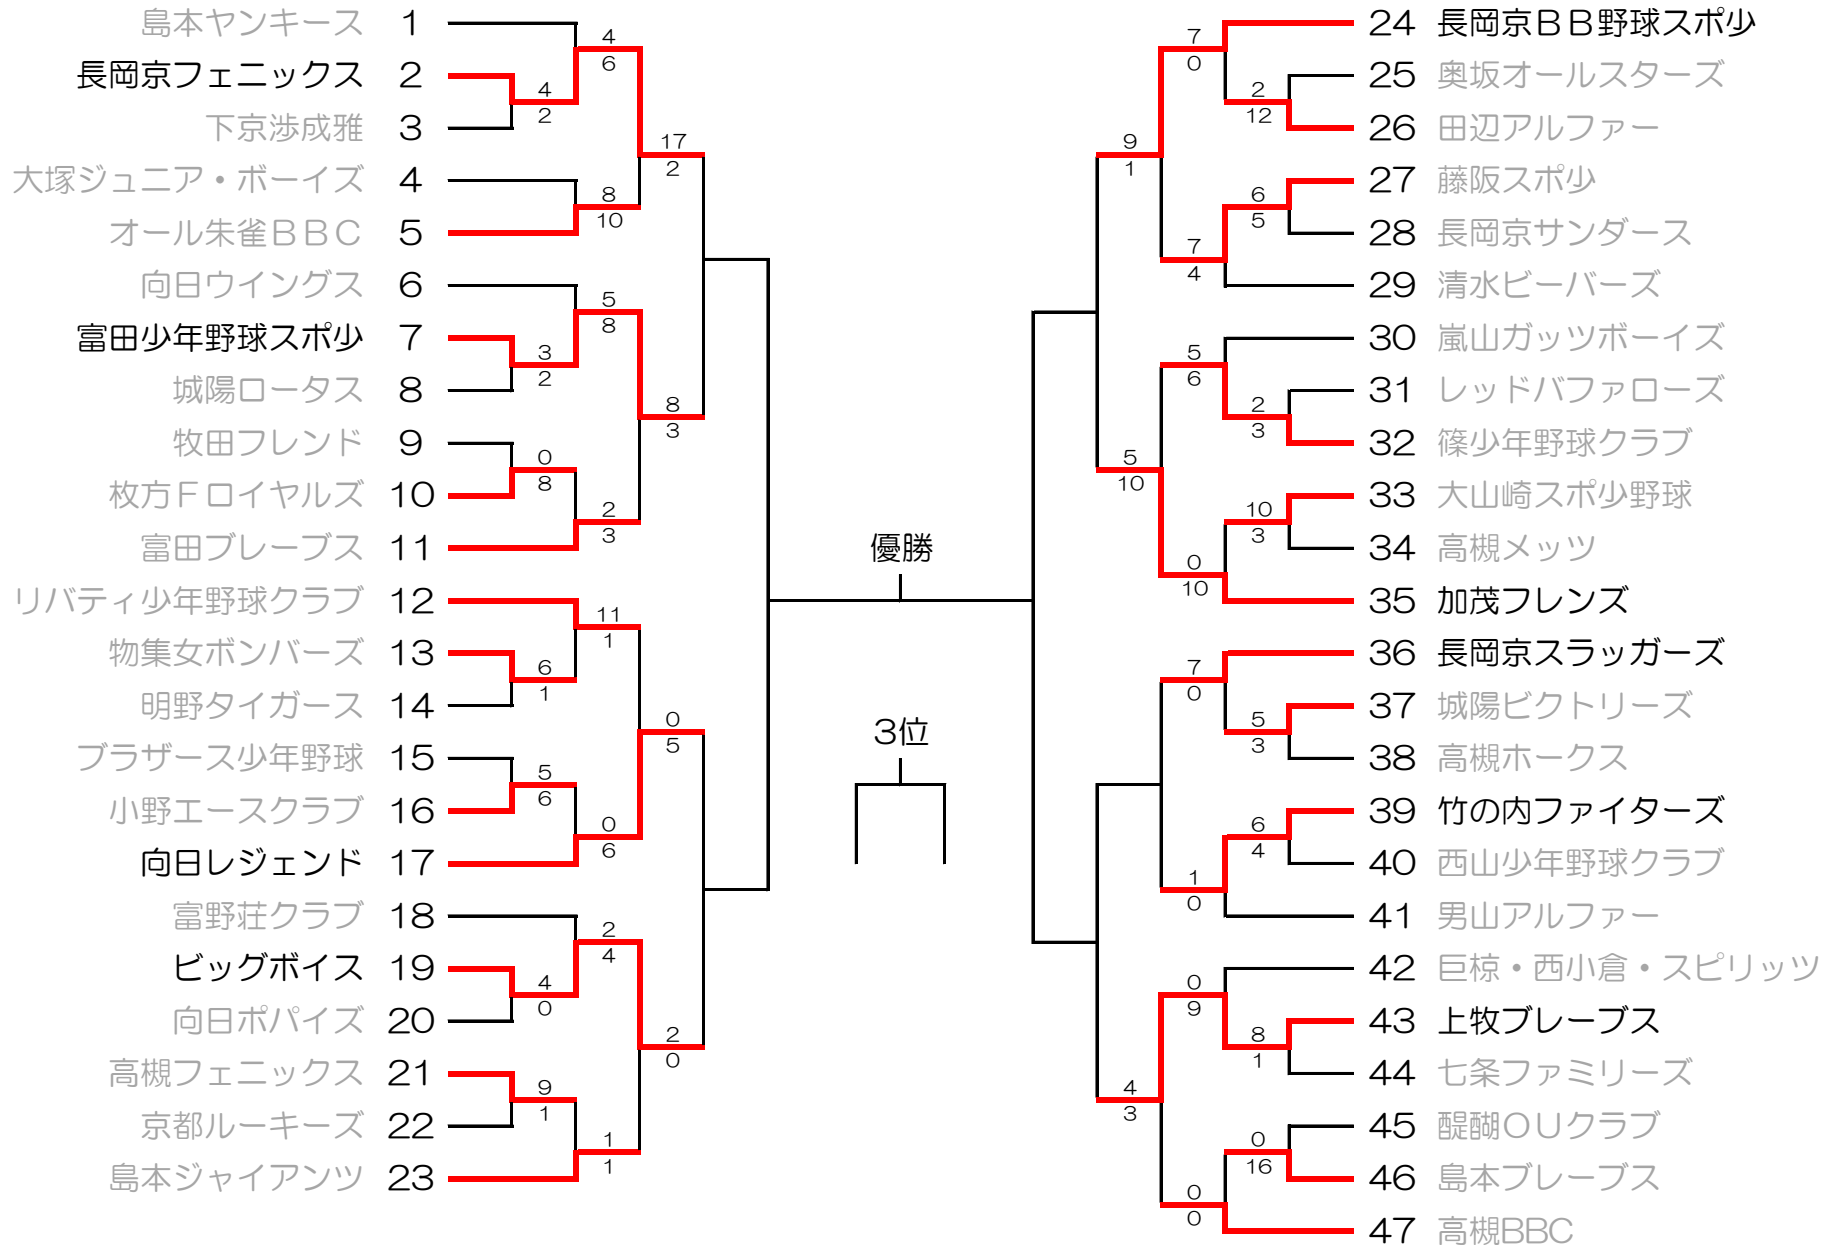 島本ヤンキース 1
長岡京フェニックス 2
下京渉成雅 3
大塚ジュニア・ボーイズ 4
オール朱雀ＢＢＣ 5
向日ウイングス 6
富田少年野球スポ少 7
城陽ロータス 8
牧田フレンド 9
枚方Ｆロイヤルズ 10
富田ブレーブス 11
リバティ少年野球クラブ 12
物集女ボンバーズ 13
明野タイガース 14
ブラザース少年野球 15
小野エースクラブ 16
向日レジェンド 17
富野荘クラブ 18
ビッグボイス 19
向日ポパイズ 20
高槻フェニックス 21
京都ルーキーズ 22
島本ジャイアンツ 23
4
2
3
2
0
8
6
1
5
6
4
0
9
1
4
6
8
10
5
8
2
3
11
1
0
6
2
4
1
1
17
2
8
3
0
5
2
0
優勝
3位
9
1
5
10
4
3
7
0
7
4
5
6
0
10
7
0
1
0
0
9
0
0
2
12
6
5
2
3
10
3
5
3
6
4
8
1
0
16
24 長岡京ＢＢ野球スポ少
25 奥坂オールスターズ
26 田辺アルファー
27 藤阪スポ少
28 長岡京サンダース
29 清水ビーバーズ
30 嵐山ガッツボーイズ
31 レッドバファローズ
32 篠少年野球クラブ
33 大山崎スポ少野球
34 高槻メッツ
35 加茂フレンズ
36 長岡京スラッガーズ
37 城陽ビクトリーズ
38 高槻ホークス
39 竹の内ファイターズ
40 西山少年野球クラブ
41 男山アルファー
42 巨椋・西小倉・スピリッツ
43 上牧ブレーブス
44 七条ファミリーズ
45 醍醐ＯＵクラブ
46 島本ブレーブス
47 高槻BBC